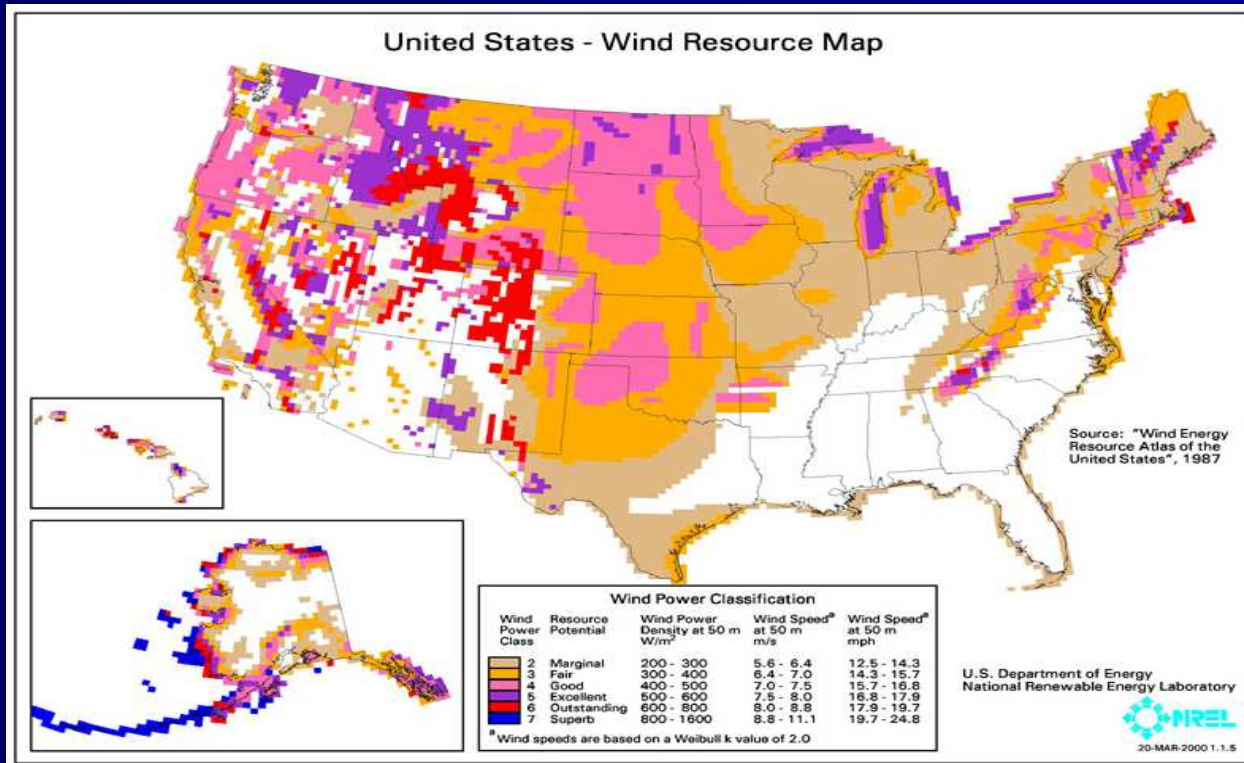 United States - Wind Resource Map
Source: "Wind Energy
Resource Atlas of the
United States", 1987
Wind Power Classification
Wind Power Class Resource Potential Wind Power Density at 50 m W/m² Wind Speedᵃ at 50 m m/s Wind Speedᵃ at 50 m mph
2 Marginal 200 - 300 5.6 - 6.4 12.5 - 14.3
3 Fair 300 - 400 6.4 - 7.0 14.3 - 15.7
4 Good 400 - 500 7.0 - 7.5 15.7 - 16.8
5 Excellent 500 - 600 7.5 - 8.0 16.8 - 17.9
6 Outstanding 600 - 800 8.0 - 8.8 17.9 - 19.7
7 Superb 800 - 1600 8.8 - 11.1 19.7 - 24.8
ᵃ Wind speeds are based on a Weibull k value of 2.0
U.S. Department of Energy
National Renewable Energy Laboratory
NREL
20-MAR-2000 1.1.5